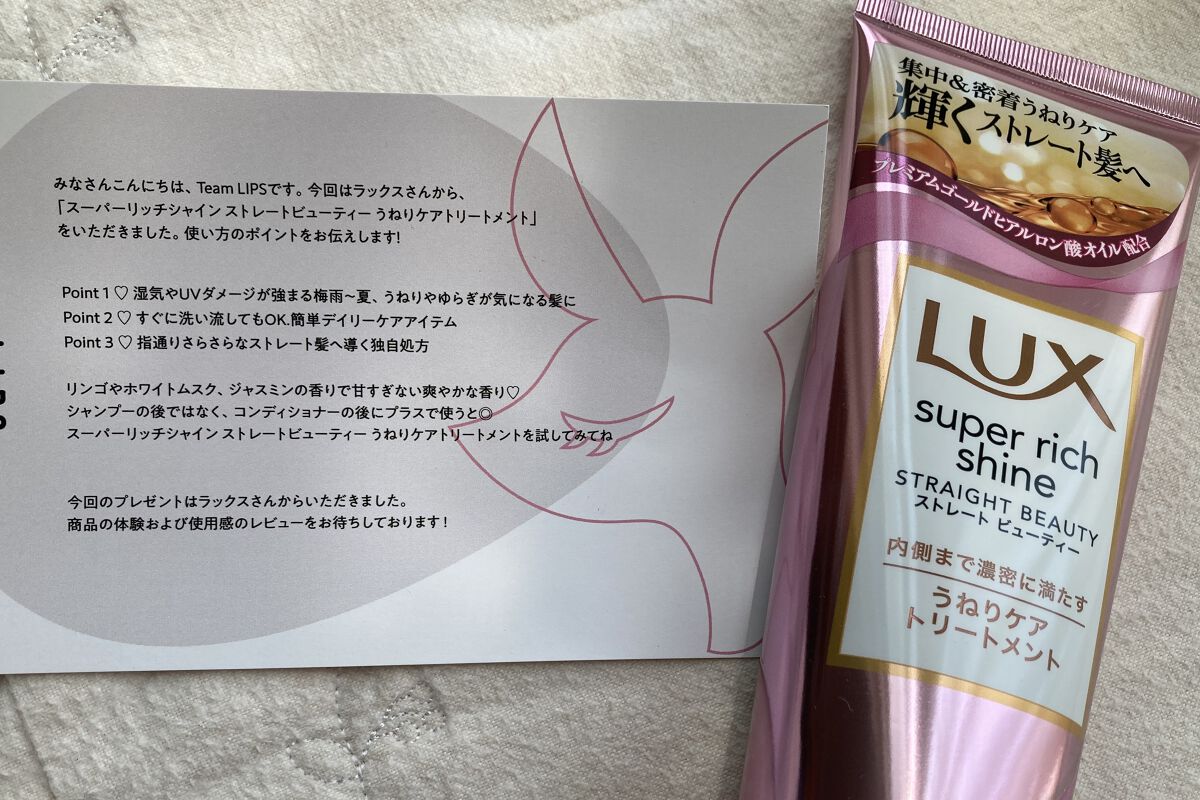 みなさんこんにちは、Team LIPSです。今回はラックスさんから、
「スーパーリッチシャイン ストレートビューティー うねりケアトリートメント」
をいただきました。使い方のポイントをお伝えします!
Point 1 ♡ 湿気やUVダメージが強まる梅雨～夏、うねりやゆらぎが気になる髪に
Point 2 ♡ すぐに洗い流してもOK.簡単デイリーケアアイテム
Point 3 ♡ 指通りさらさらなストレート髪へ導く独自処方
リンゴやホワイトムスク、ジャスミンの香りで甘すぎない爽やかな香り♡
シャンプーの後ではなく、コンディショナーの後にプラスで使うと◎
スーパーリッチシャイン ストレートビューティー うねりケアトリートメントを試してみてね
今回のプレゼントはラックスさんからいただきました。
商品の体験および使用感のレビューをお待ちしております!
集中&密着うねりケア
輝くストレート髪へ
プレミアムゴールドヒアルロン酸オイル配合
LUX
super rich
shine
STRAIGHT BEAUTY
ストレート ビューティー
内側まで濃密に満たす
うねりケア
トリートメント